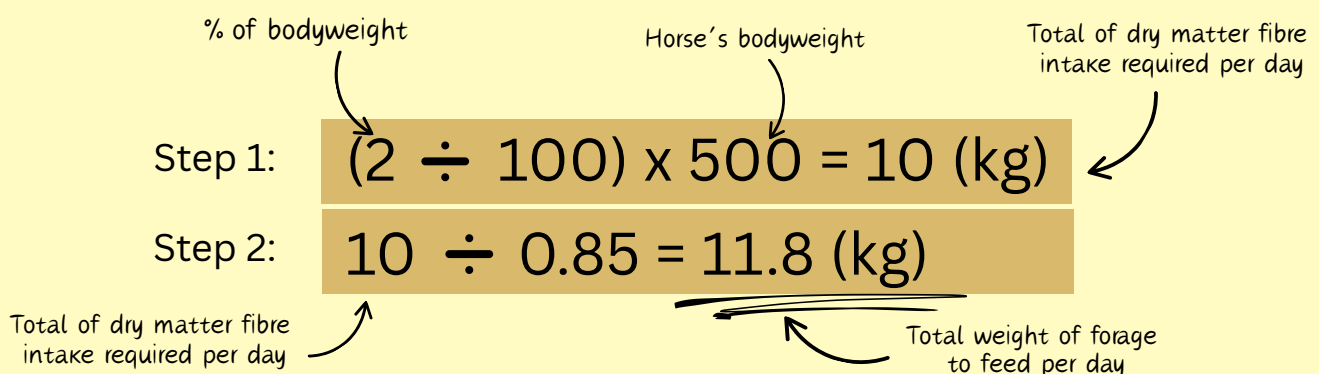 % of bodyweight
Horse's bodyweight
Total of dry matter fibre
intake required per day
Step 1:
(2 ÷ 100) x 500 = 10 (kg)
Step 2:
10 ÷ 0.85 = 11.8 (kg)
Total of dry matter fibre
intake required per day
Total weight of forage
to feed per day